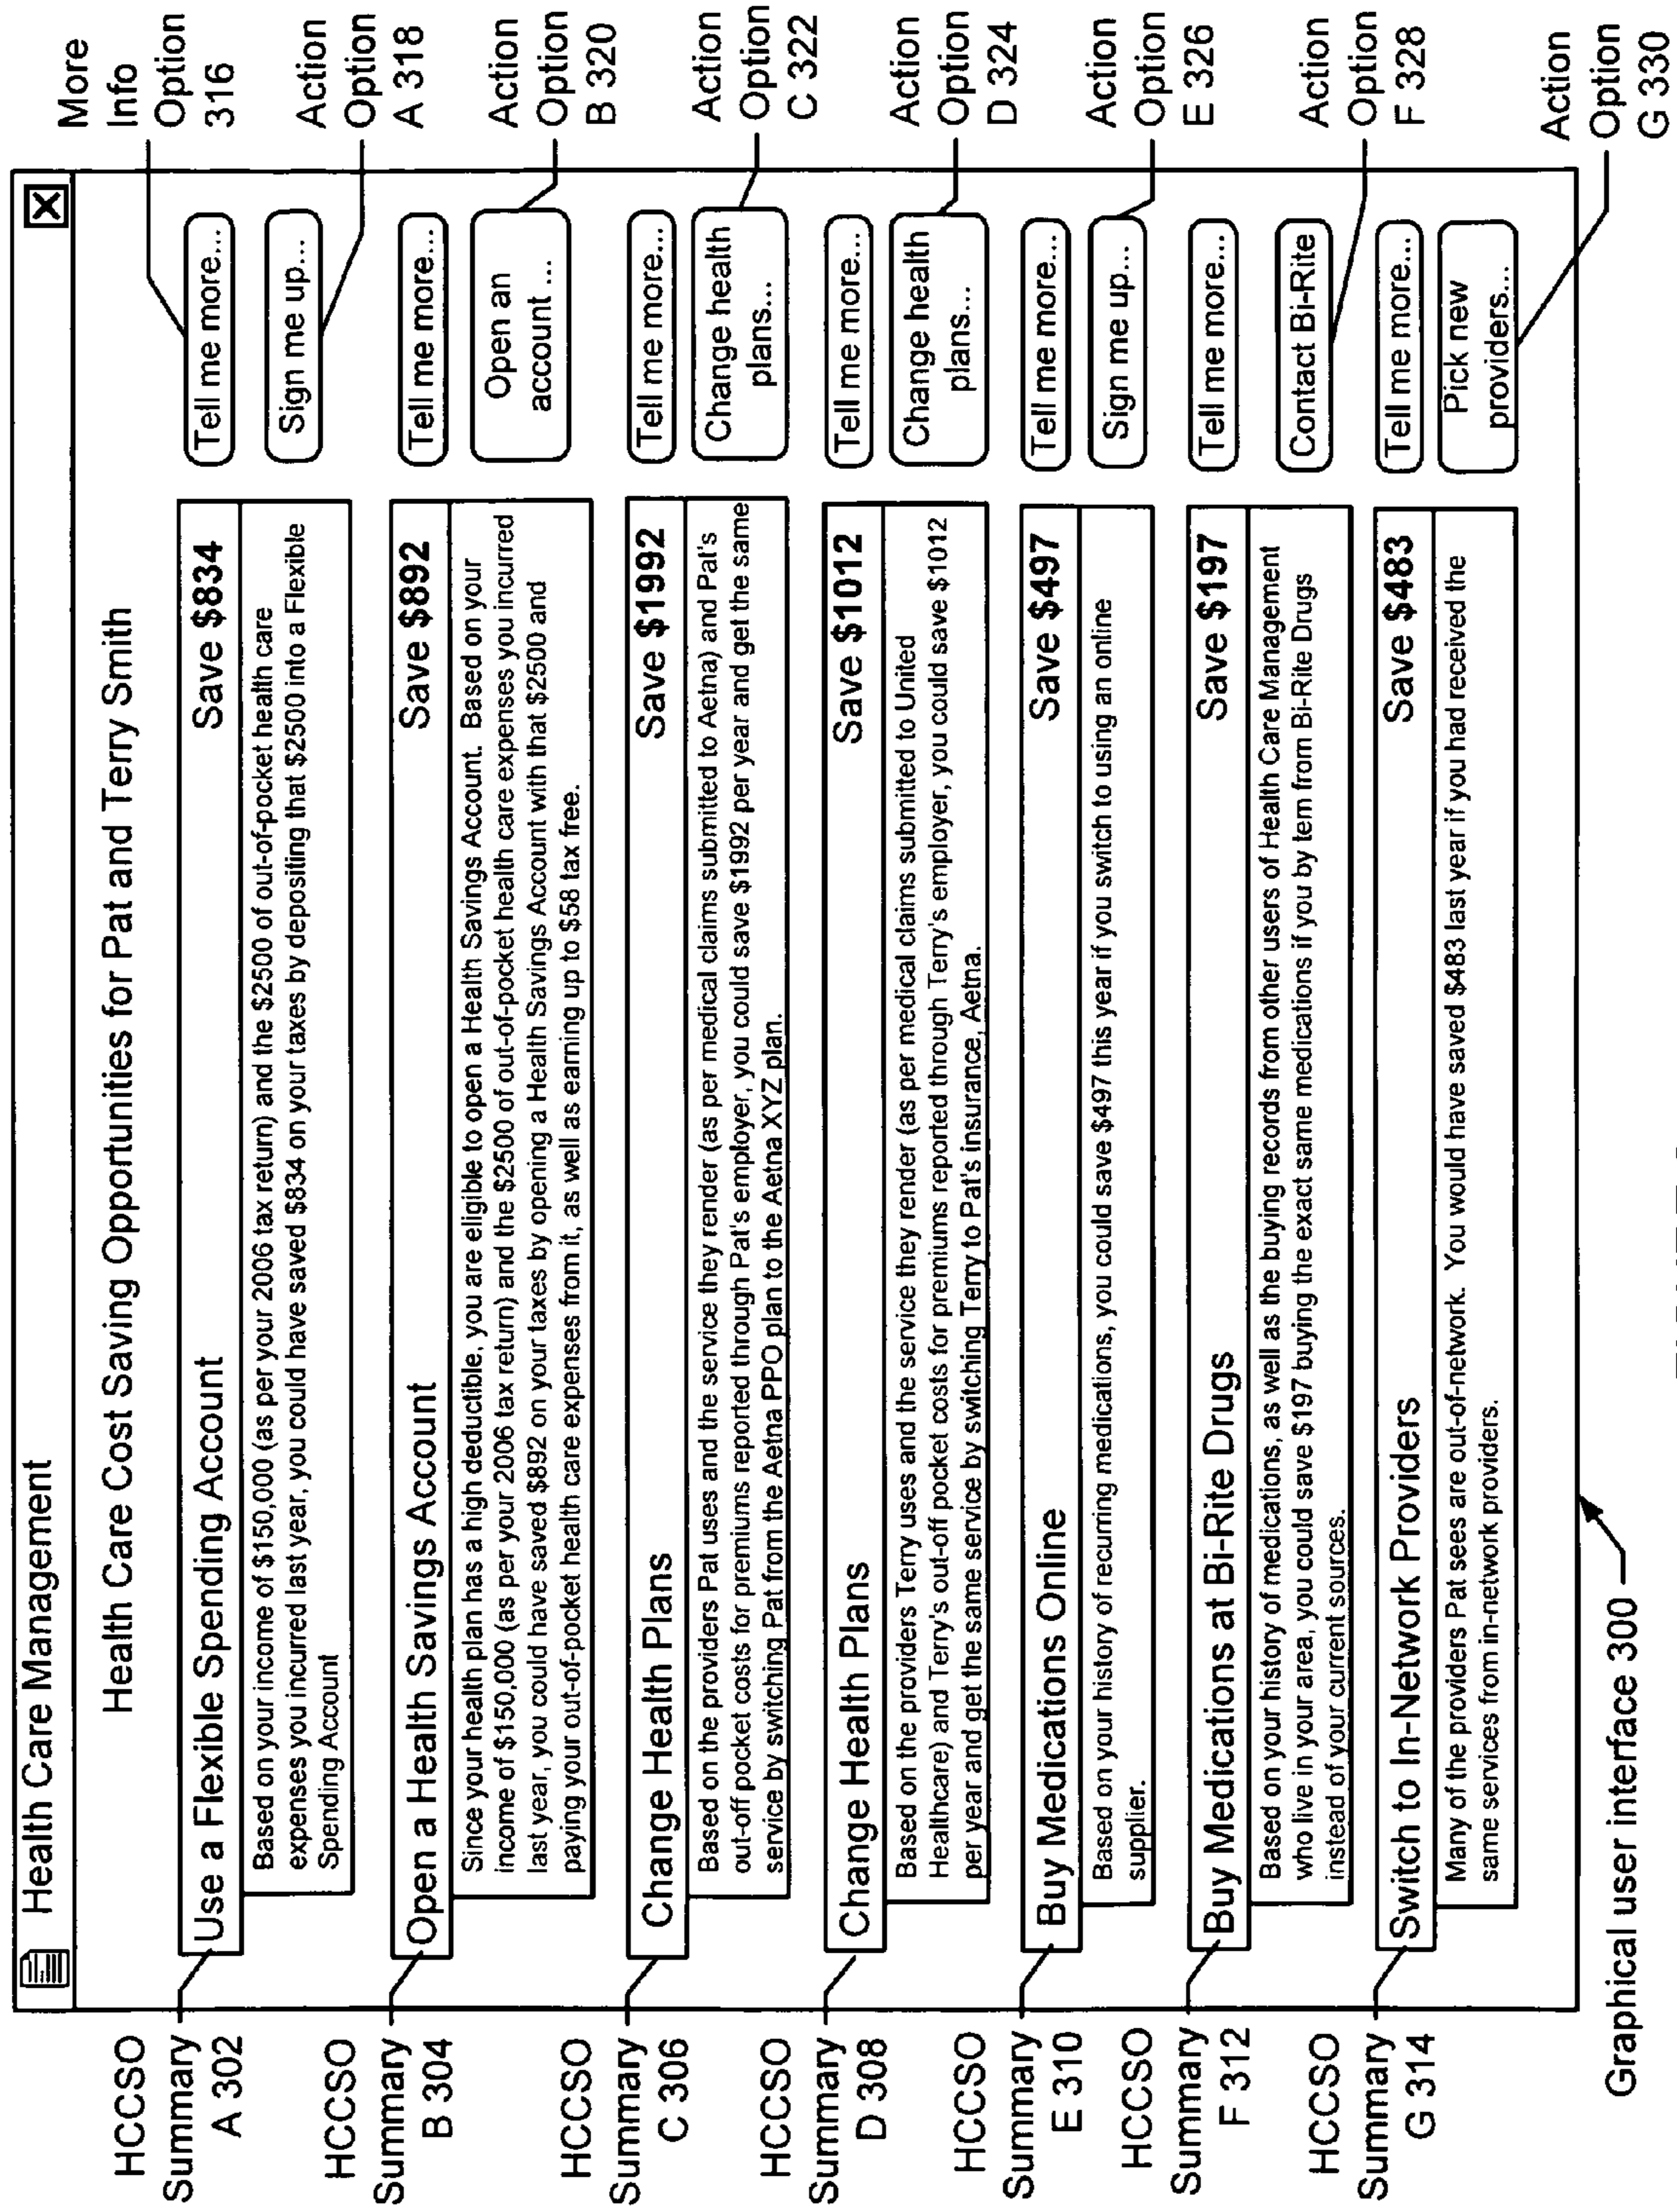 Health Care Management
Health Care Cost Saving Opportunities for Pat and Terry Smith
HCCSO
Summary
A 302
Use a Flexible Spending Account
Save $834
Based on your income of $150,000 (as per your 2006 tax return) and the $2500 of out-of-pocket health care
expenses you incurred last year, you could have saved $834 on your taxes by depositing that $2500 into a Flexible
Spending Account
Tell me more...
Sign me up...
More
Info
Option
316
Action
Option
A 318
HCCSO
Summary
B 304
Open a Health Savings Account
Save $892
Since your health plan has a high deductible, you are eligible to open a Health Savings Account. Based on your
income of $150,000 (as per your 2006 tax return) and the $2500 of out-of-pocket health care expenses you incurred
last year, you could have saved $892 on your taxes by opening a Health Savings Account with that $2500 and
paying your out-of-pocket health care expenses from it, as well as earning up to $58 tax free.
Tell me more...
Open an
account ...
Action
Option
B 320
HCCSO
Summary
C 306
Change Health Plans
Save $1992
Based on the providers Pat uses and the service they render (as per medical claims submitted to Aetna) and Pat's
out-off pocket costs for premiums reported through Pat's employer, you could save $1992 per year and get the same
service by switching Pat from the Aetna PPO plan to the Aetna XYZ plan.
Tell me more...
Change health
plans...
Action
Option
C 322
HCCSO
Summary
D 308
Change Health Plans
Save $1012
Based on the providers Terry uses and the service they render (as per medical claims submitted to United
Healthcare) and Terry's out-off pocket costs for premiums reported through Terry's employer, you could save $1012
per year and get the same service by switching Terry to Pat's insurance, Aetna.
Tell me more...
Change health
plans...
Action
Option
D 324
HCCSO
Summary
E 310
Buy Medications Online
Save $497
Based on your history of recurring medications, you could save $497 this year if you switch to using an online
supplier.
Tell me more...
Sign me up...
Action
Option
E 326
HCCSO
Summary
F 312
Buy Medications at Bi-Rite Drugs
Save $197
Based on your history of medications, as well as the buying records from other users of Health Care Management
who live in your area, you could save $197 buying the exact same medications if you by tem from Bi-Rite Drugs
instead of your current sources.
Tell me more...
Contact Bi-Rite
Action
Option
F 328
HCCSO
Summary
G 314
Switch to In-Network Providers
Save $483
Many of the providers Pat sees are out-of-network. You would have saved $483 last year if you had received the
same services from in-network providers.
Tell me more...
Pick new
providers...
Action
Option
G 330
Graphical user interface 300